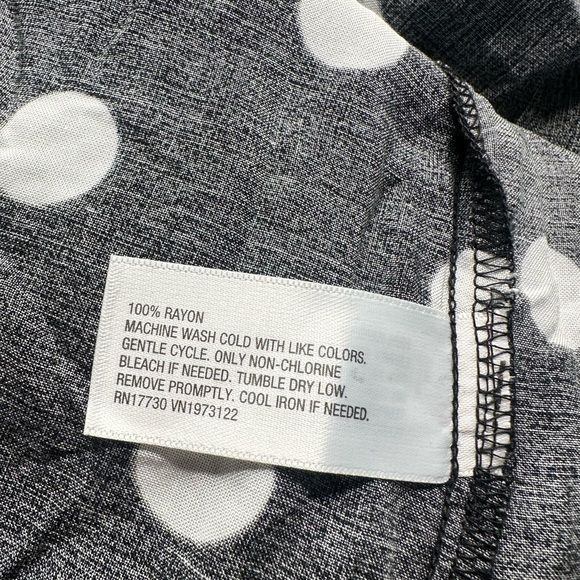 100% RAYON
MACHINE WASH COLD WITH LIKE COLORS.
GENTLE CYCLE. ONLY NON-CHLORINE
BLEACH IF NEEDED. TUMBLE DRY LOW.
REMOVE PROMPTLY. COOL IRON IF NEEDED.
RN17730 VN1973122